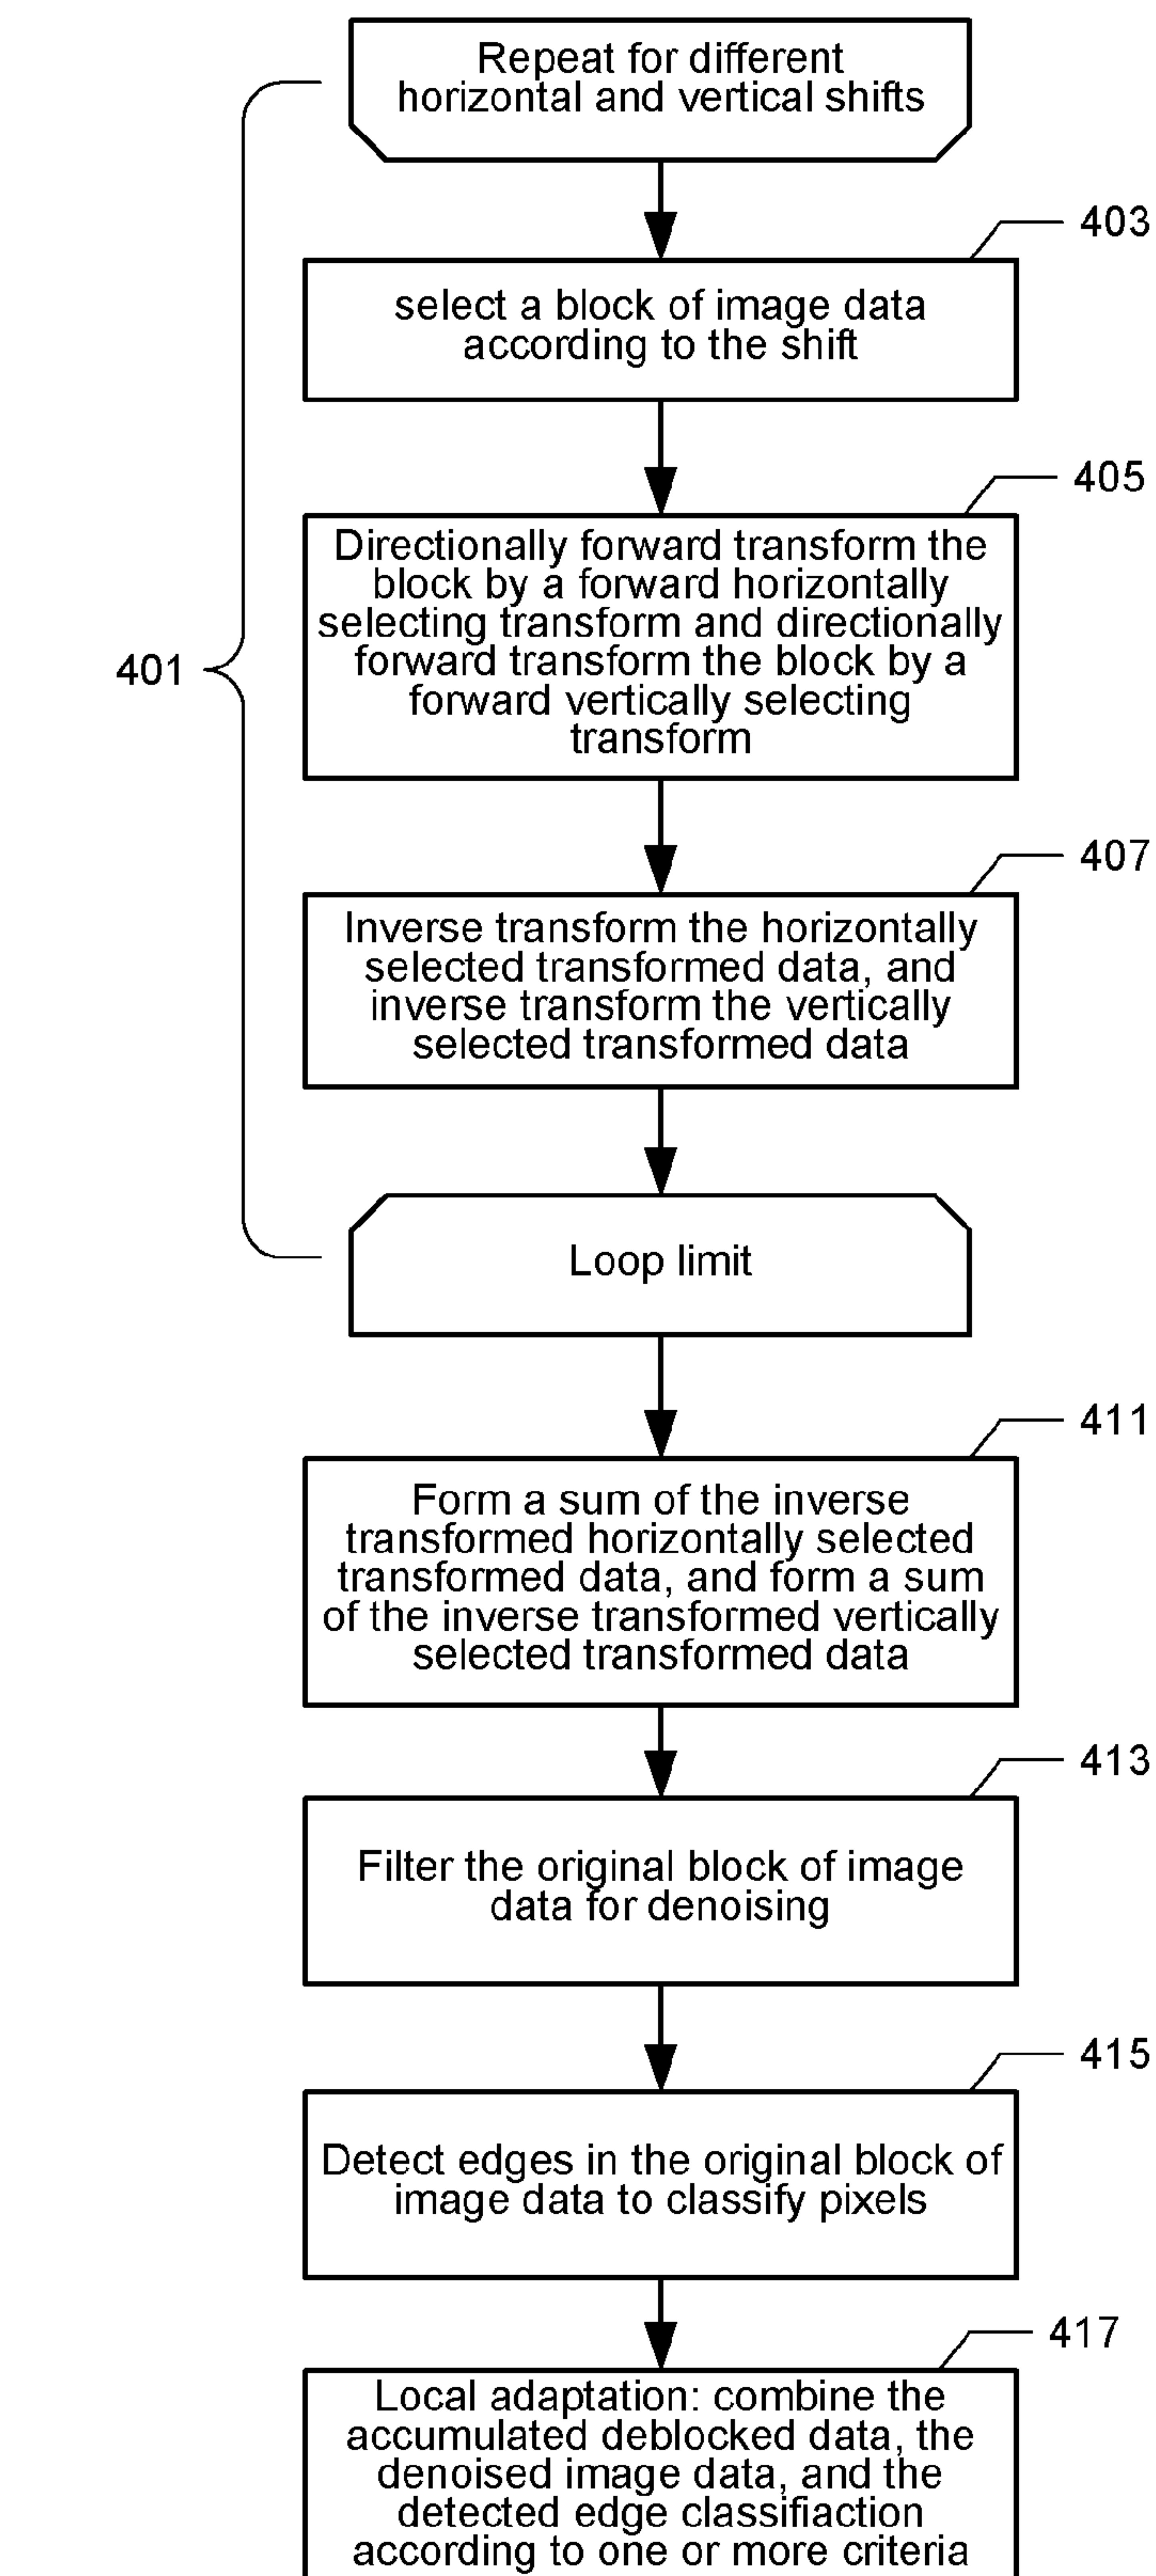 Repeat for different
horizontal and vertical shifts
403
select a block of image data
according to the shift
405
Directionally forward transform the
block by a forward horizontally
selecting transform and directionally
forward transform the block by a
forward vertically selecting
transform
401
407
Inverse transform the horizontally
selected transformed data, and
inverse transform the vertically
selected transformed data
Loop limit
411
Form a sum of the inverse
transformed horizontally selected
transformed data, and form a sum
of the inverse transformed vertically
selected transformed data
413
Filter the original block of image
data for denoising
415
Detect edges in the original block of
image data to classify pixels
417
Local adaptation: combine the
accumulated deblocked data, the
denoised image data, and the
detected edge classifiaction
according to one or more criteria